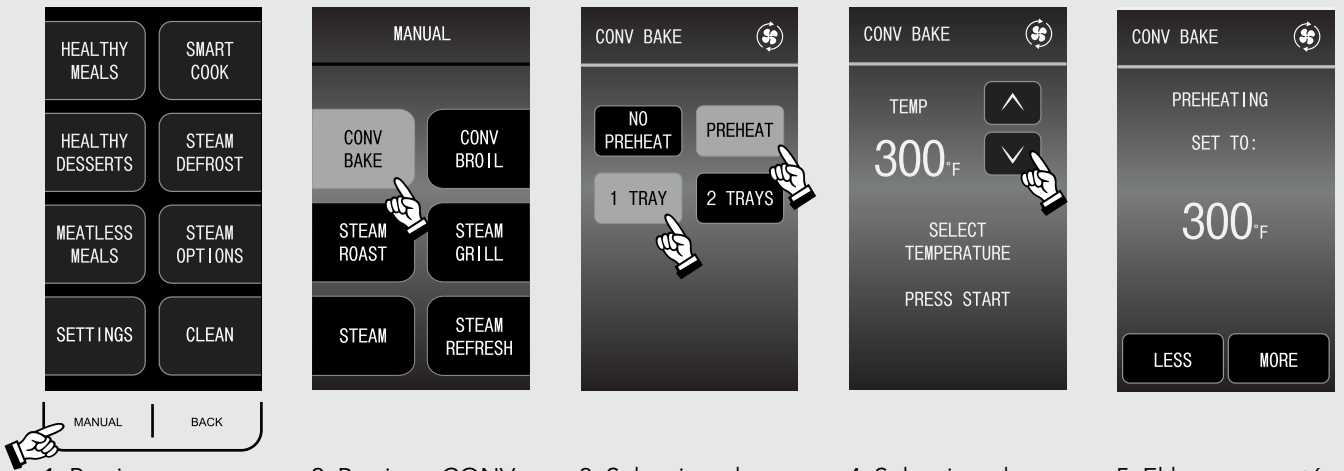 HEALTHY
MEALS
SMART
COOK
HEALTHY
DESSERTS
STEAM
DEFROST
MEATLESS
MEALS
STEAM
OPTIONS
SETTINGS
CLEAN
MANUAL
BACK
MANUAL
CONV
BAKE
CONV
BROIL
STEAM
ROAST
STEAM
GRILL
STEAM
STEAM
REFRESH
CONV BAKE
NO
PREHEAT
PREHEAT
1 TRAY
2 TRAYS
CONV BAKE
TEMP
300°F
SELECT
TEMPERATURE
PRESS START
CONV BAKE
PREHEATING
SET TO:
300°F
LESS
MORE
CONV